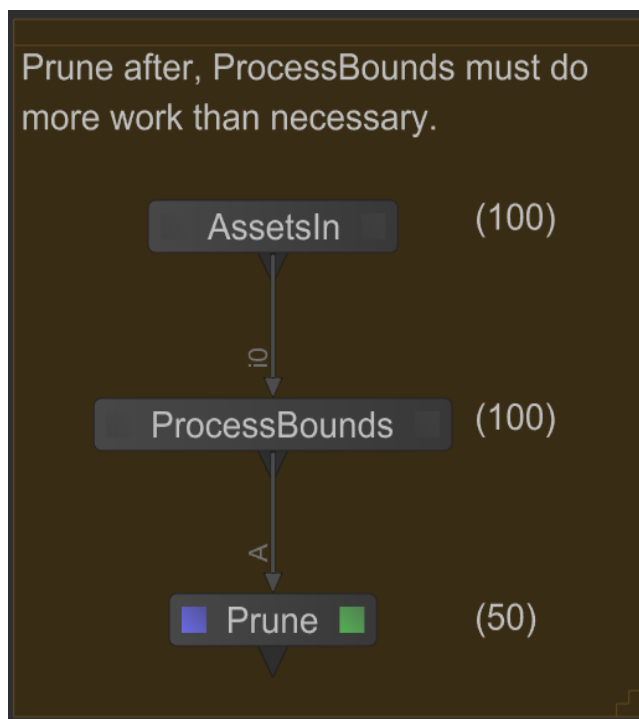 Prune after, ProcessBounds must do
more work than necessary.
AssetsIn (100)
i0
ProcessBounds (100)
A
Prune (50)